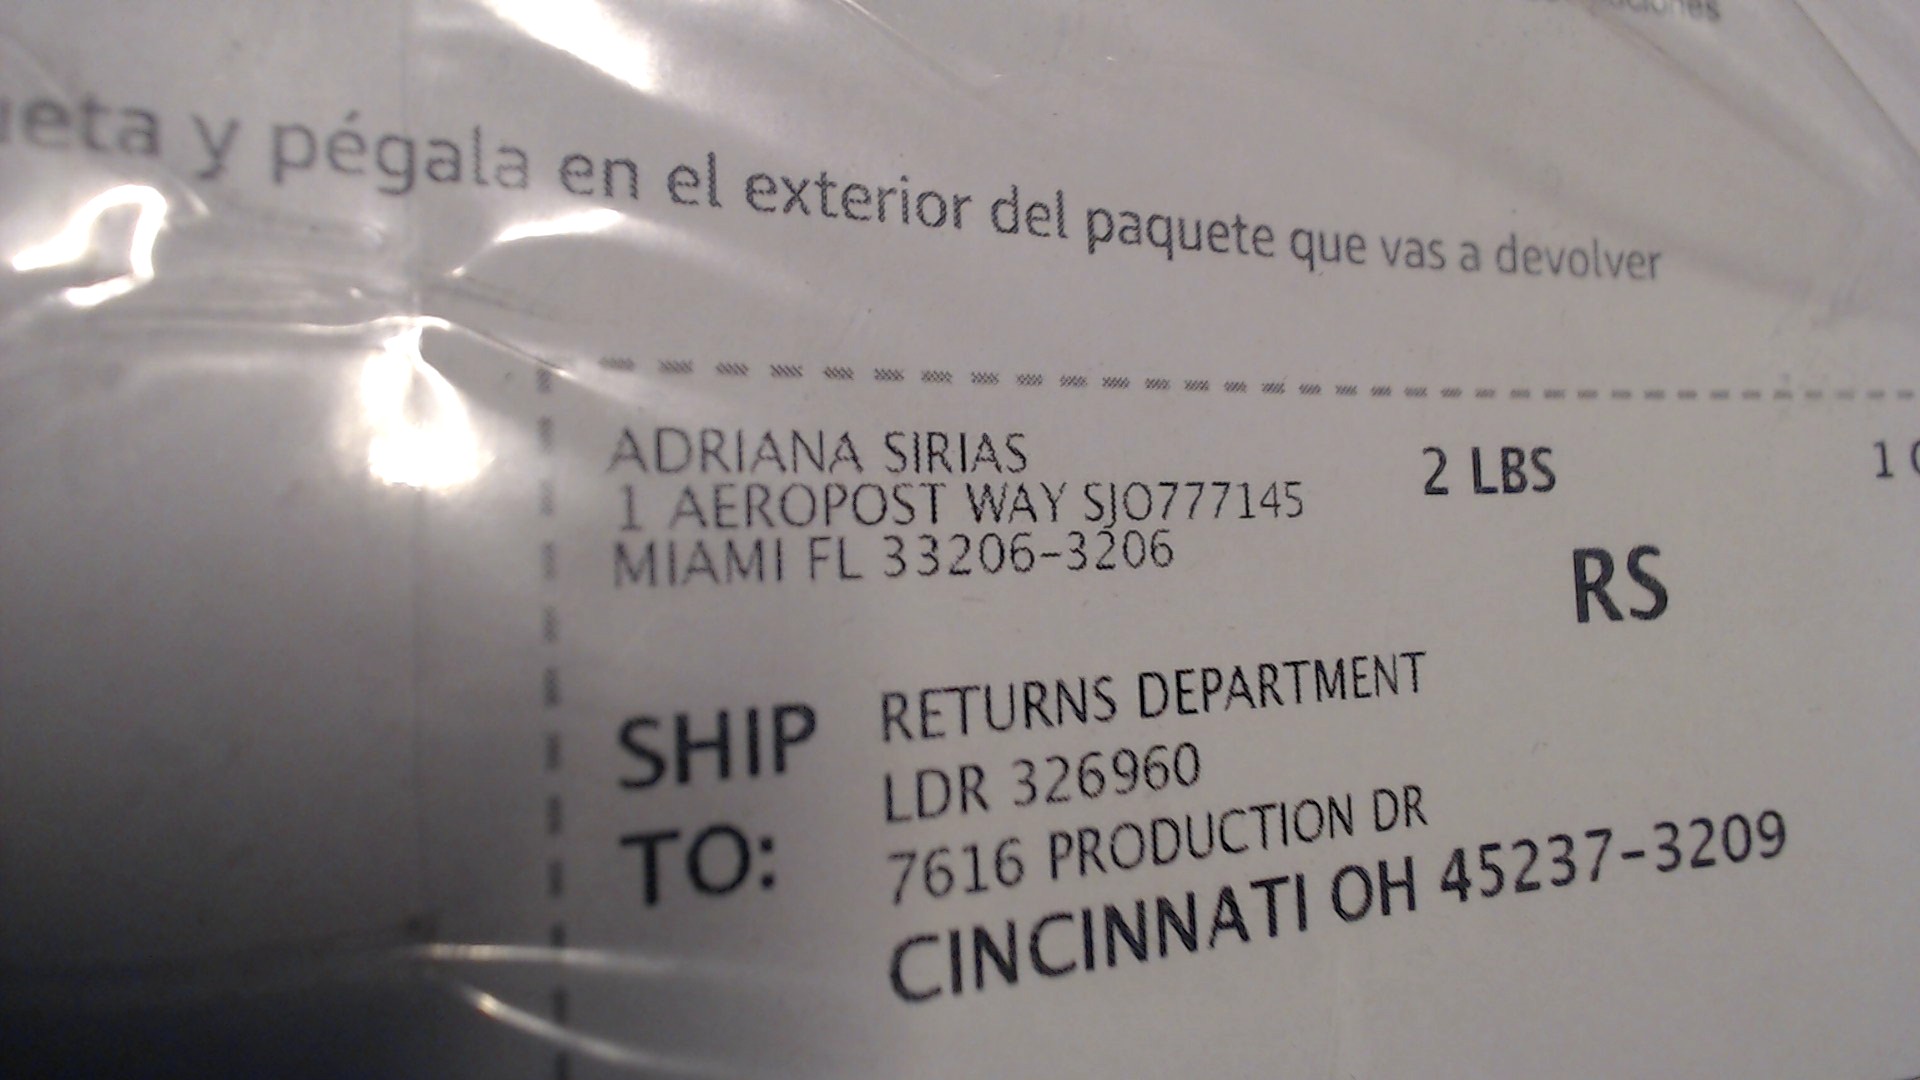 y pégala en el exterior del paquete que vas a devolver
ADRIANA SIRIAS
2 LBS
1
1 AEROPOST WAY SJO777145
MIAMI FL 33206-3206
RS
SHIP TO:
RETURNS DEPARTMENT
LDR 326960
7616 PRODUCTION DR
CINCINNATI OH 45237-3209